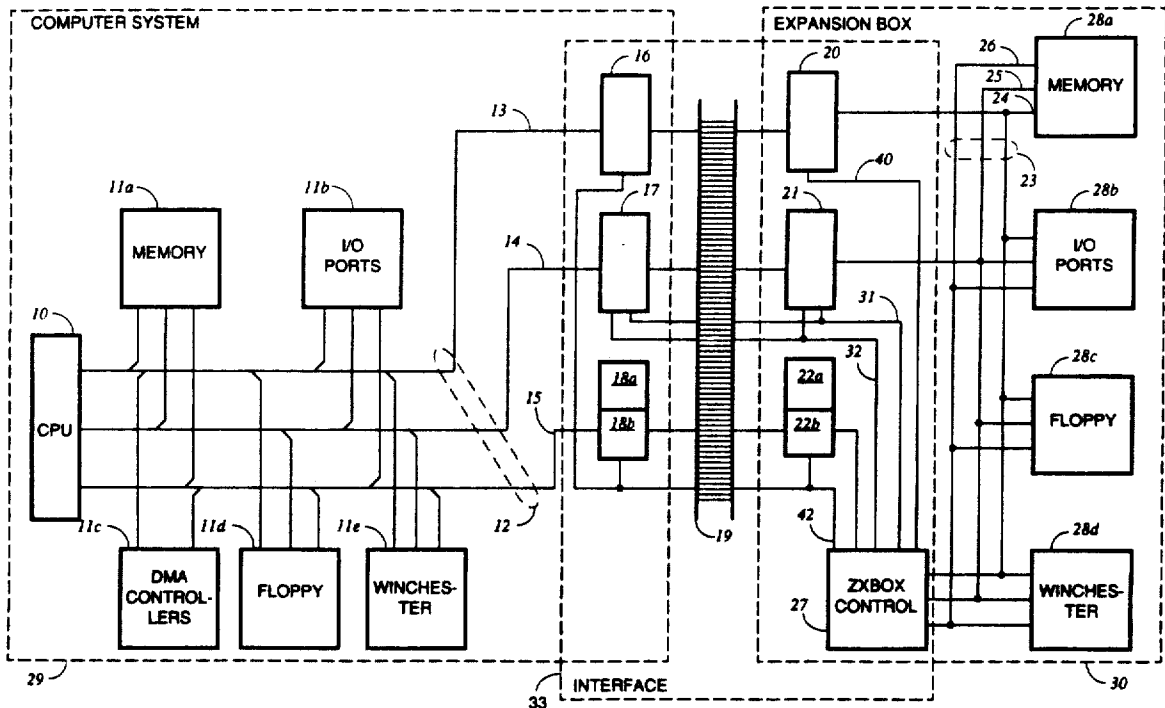 COMPUTER SYSTEM
EXPANSION BOX
16
20
28a
26
25
24
MEMORY
13
40
23
11a
11b
17
21
28b
MEMORY
I/O
PORTS
14
I/O
PORTS
10
31
32
28c
18a
22a
CPU
15
18b
22b
FLOPPY
11c
11d
11e
12
19
42
28d
DMA
CONTROL-
LERS
FLOPPY
WINCHES-
TER
27
ZXBOX
CONTROL
WINCHES-
TER
29
33
INTERFACE
30